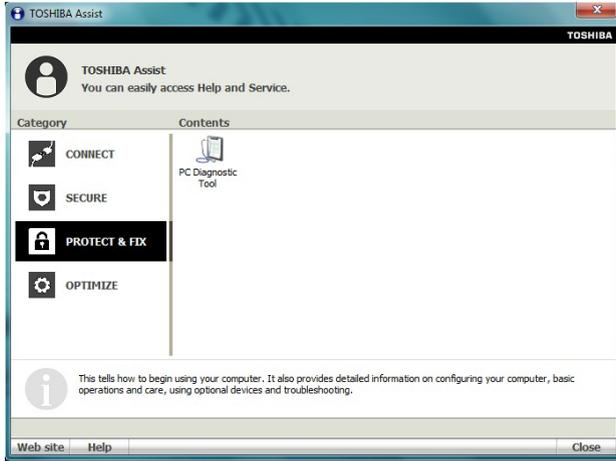 TOSHIBA Assist
TOSHIBA
TOSHIBA Assist
You can easily access Help and Service.
Category
Contents
CONNECT
SECURE
PROTECT & FIX
OPTIMIZE
PC Diagnostic
Tool
This tells how to begin using your computer. It also provides detailed information on configuring your computer, basic
operations and care, using optional devices and troubleshooting.
Web site
Help
Close